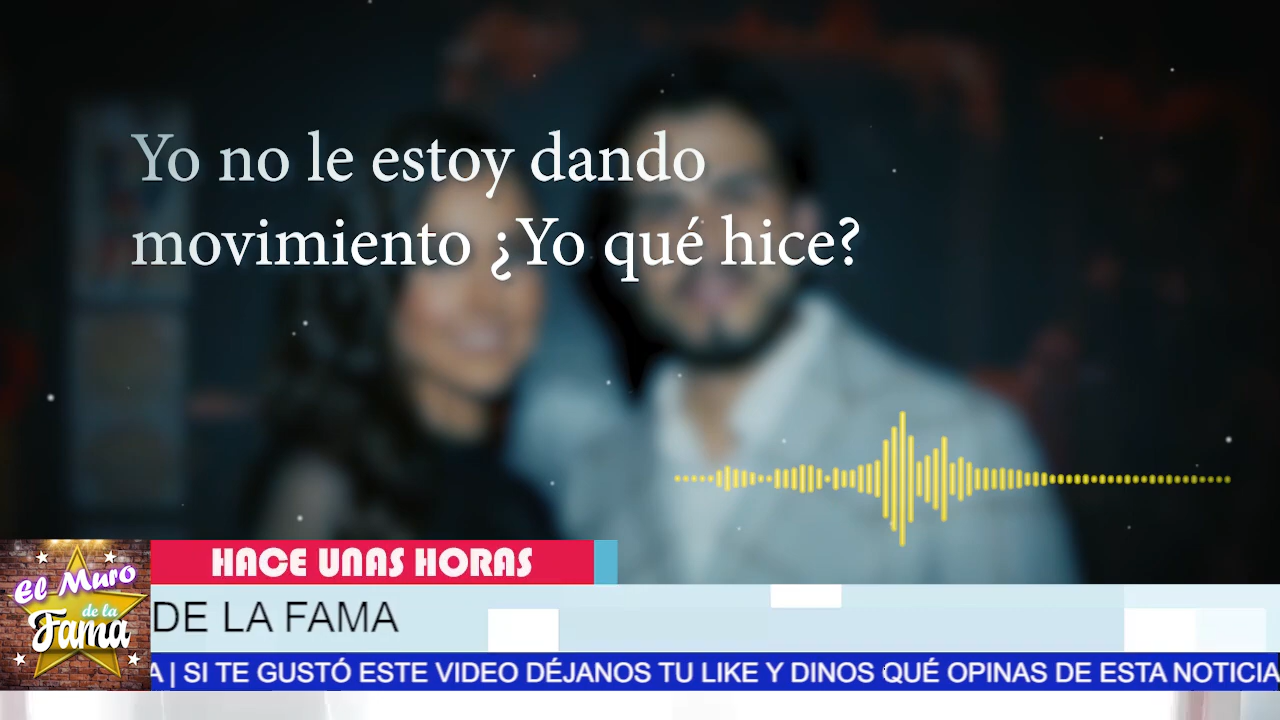 Yo no le estoy dando
movimiento ¿Yo qué hice?
HACE UNAS HORAS
El Muro
de la
Fama
DE LA FAMA
A | SI TE GUSTÓ ESTE VIDEO DÉJANOS TU LIKE Y DINOS QUÉ OPINAS DE ESTA NOTICIA